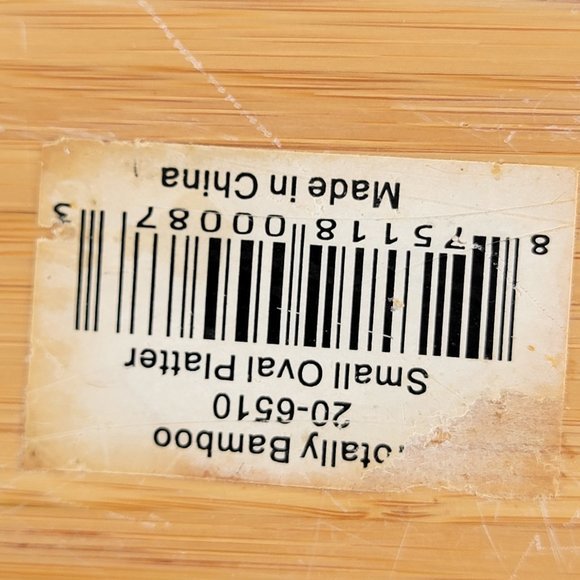 Totally Bamboo
20-6510
Small Oval Platter
8 75118 00087 3
Made in China